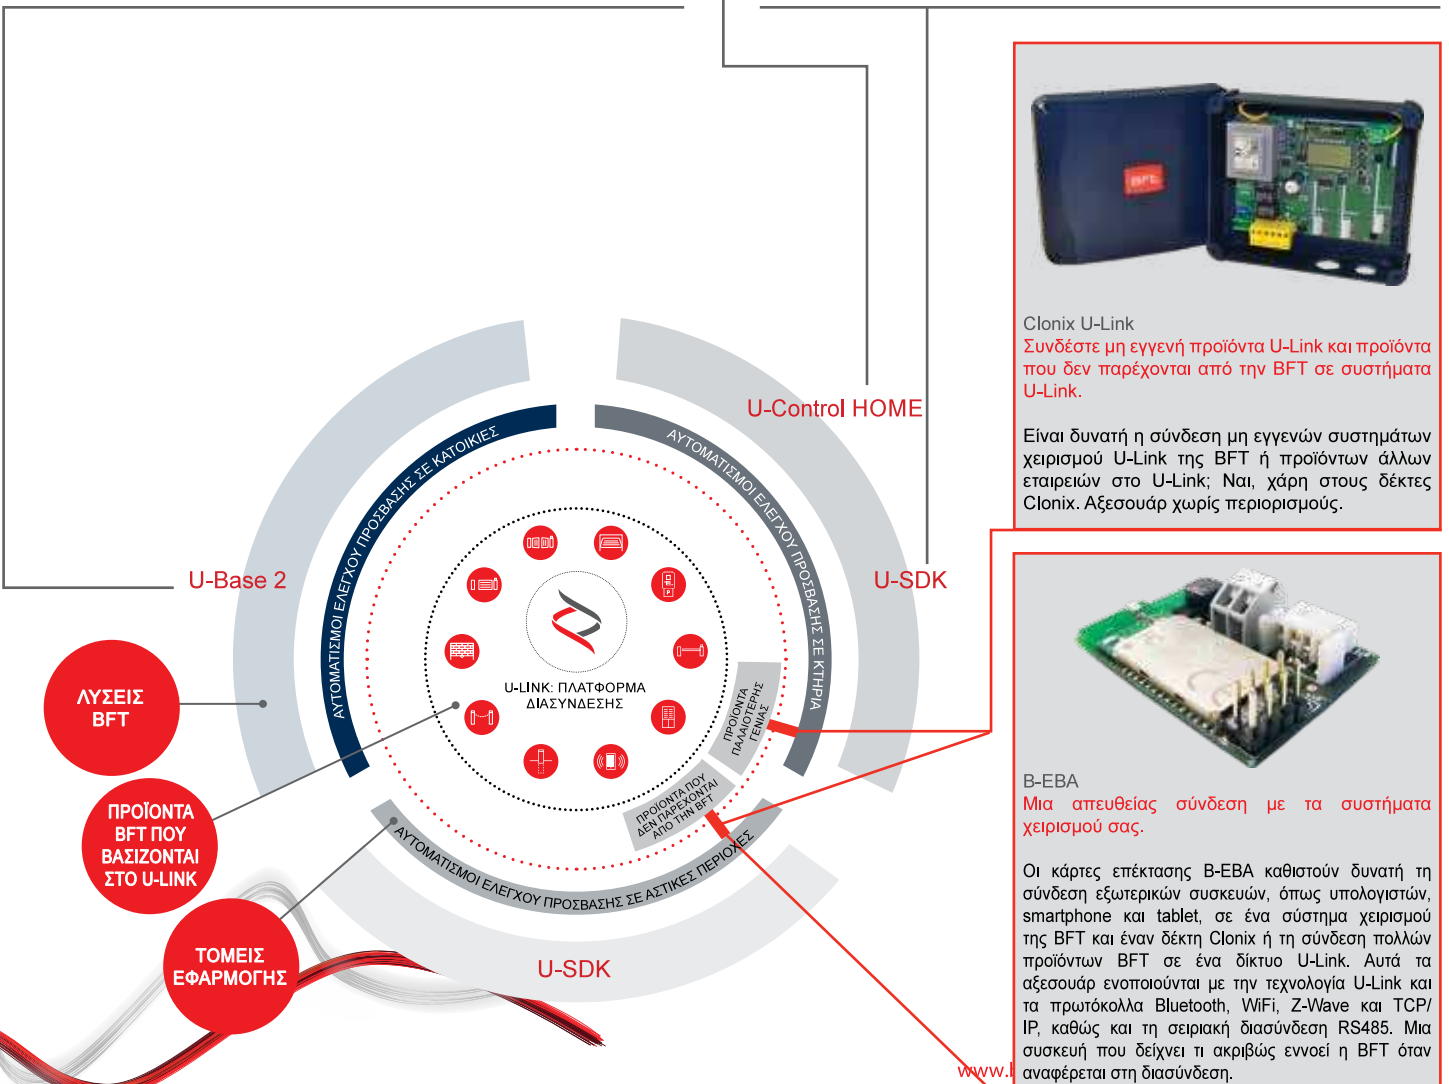 BFT
Clonix U-Link
Συνδέστε μη εγγενή προϊόντα U-Link και προϊόντα
που δεν παρέχονται από την BFT σε συστήματα
U-Link.
Είναι δυνατή η σύνδεση μη εγγενών συστημάτων
χειρισμού U-Link της BFT ή προϊόντων άλλων
εταιρειών στο U-Link; Ναι, χάρη στους δέκτες
Clonix. Αξεσουάρ χωρίς περιορισμούς.
U-Control HOME
U-Base 2
U-SDK
ΑΥΤΟΜΑΤΙΣΜΟΙ ΕΛΕΓΧΟΥ ΠΡΟΣΒΑΣΗΣ ΣΕ ΚΑΤΟΙΚΙΕΣ
ΑΥΤΟΜΑΤΙΣΜΟΙ ΕΛΕΓΧΟΥ ΠΡΟΣΒΑΣΗΣ ΣΕ ΚΤΗΡΙΑ
P
U-LINK: ΠΛΑΤΦΟΡΜΑ
ΔΙΑΣΥΝΔΕΣΗΣ
ΠΡΟΪΟΝΤΑ
ΠΑΛΑΙΟΤΕΡΗΣ
ΓΕΝΙΑΣ
ΠΡΟΪΟΝΤΑ ΠΟΥ
ΔΕΝ ΠΑΡΕΧΟΝΤΑΙ
ΑΠΟ ΤΗΝ BFT
ΑΥΤΟΜΑΤΙΣΜΟΙ ΕΛΕΓΧΟΥ ΠΡΟΣΒΑΣΗΣ ΣΕ ΑΣΤΙΚΕΣ ΠΕΡΙΟΧΕΣ
U-SDK
ΛΥΣΕΙΣ
BFT
ΠΡΟΪΟΝΤΑ
BFT ΠΟΥ
ΒΑΣΙΖΟΝΤΑΙ
ΣΤΟ U-LINK
ΤΟΜΕΙΣ
ΕΦΑΡΜΟΓΗΣ
B-EBA
Μια απευθείας σύνδεση με τα συστήματα
χειρισμού σας.
Οι κάρτες επέκτασης B-EBA καθιστούν δυνατή τη
σύνδεση εξωτερικών συσκευών, όπως υπολογιστών,
smartphone και tablet, σε ένα σύστημα χειρισμού
της BFT και έναν δέκτη Clonix ή τη σύνδεση πολλών
προϊόντων BFT σε ένα δίκτυο U-Link. Αυτά τα
αξεσουάρ ενοποιούνται με την τεχνολογία U-Link και
τα πρωτόκολλα Bluetooth, WiFi, Z-Wave και TCP/
IP, καθώς και τη σειριακή διασύνδεση RS485. Μια
συσκευή που δείχνει τι ακριβώς εννοεί η BFT όταν
αναφέρεται στη διασύνδεση.
www.